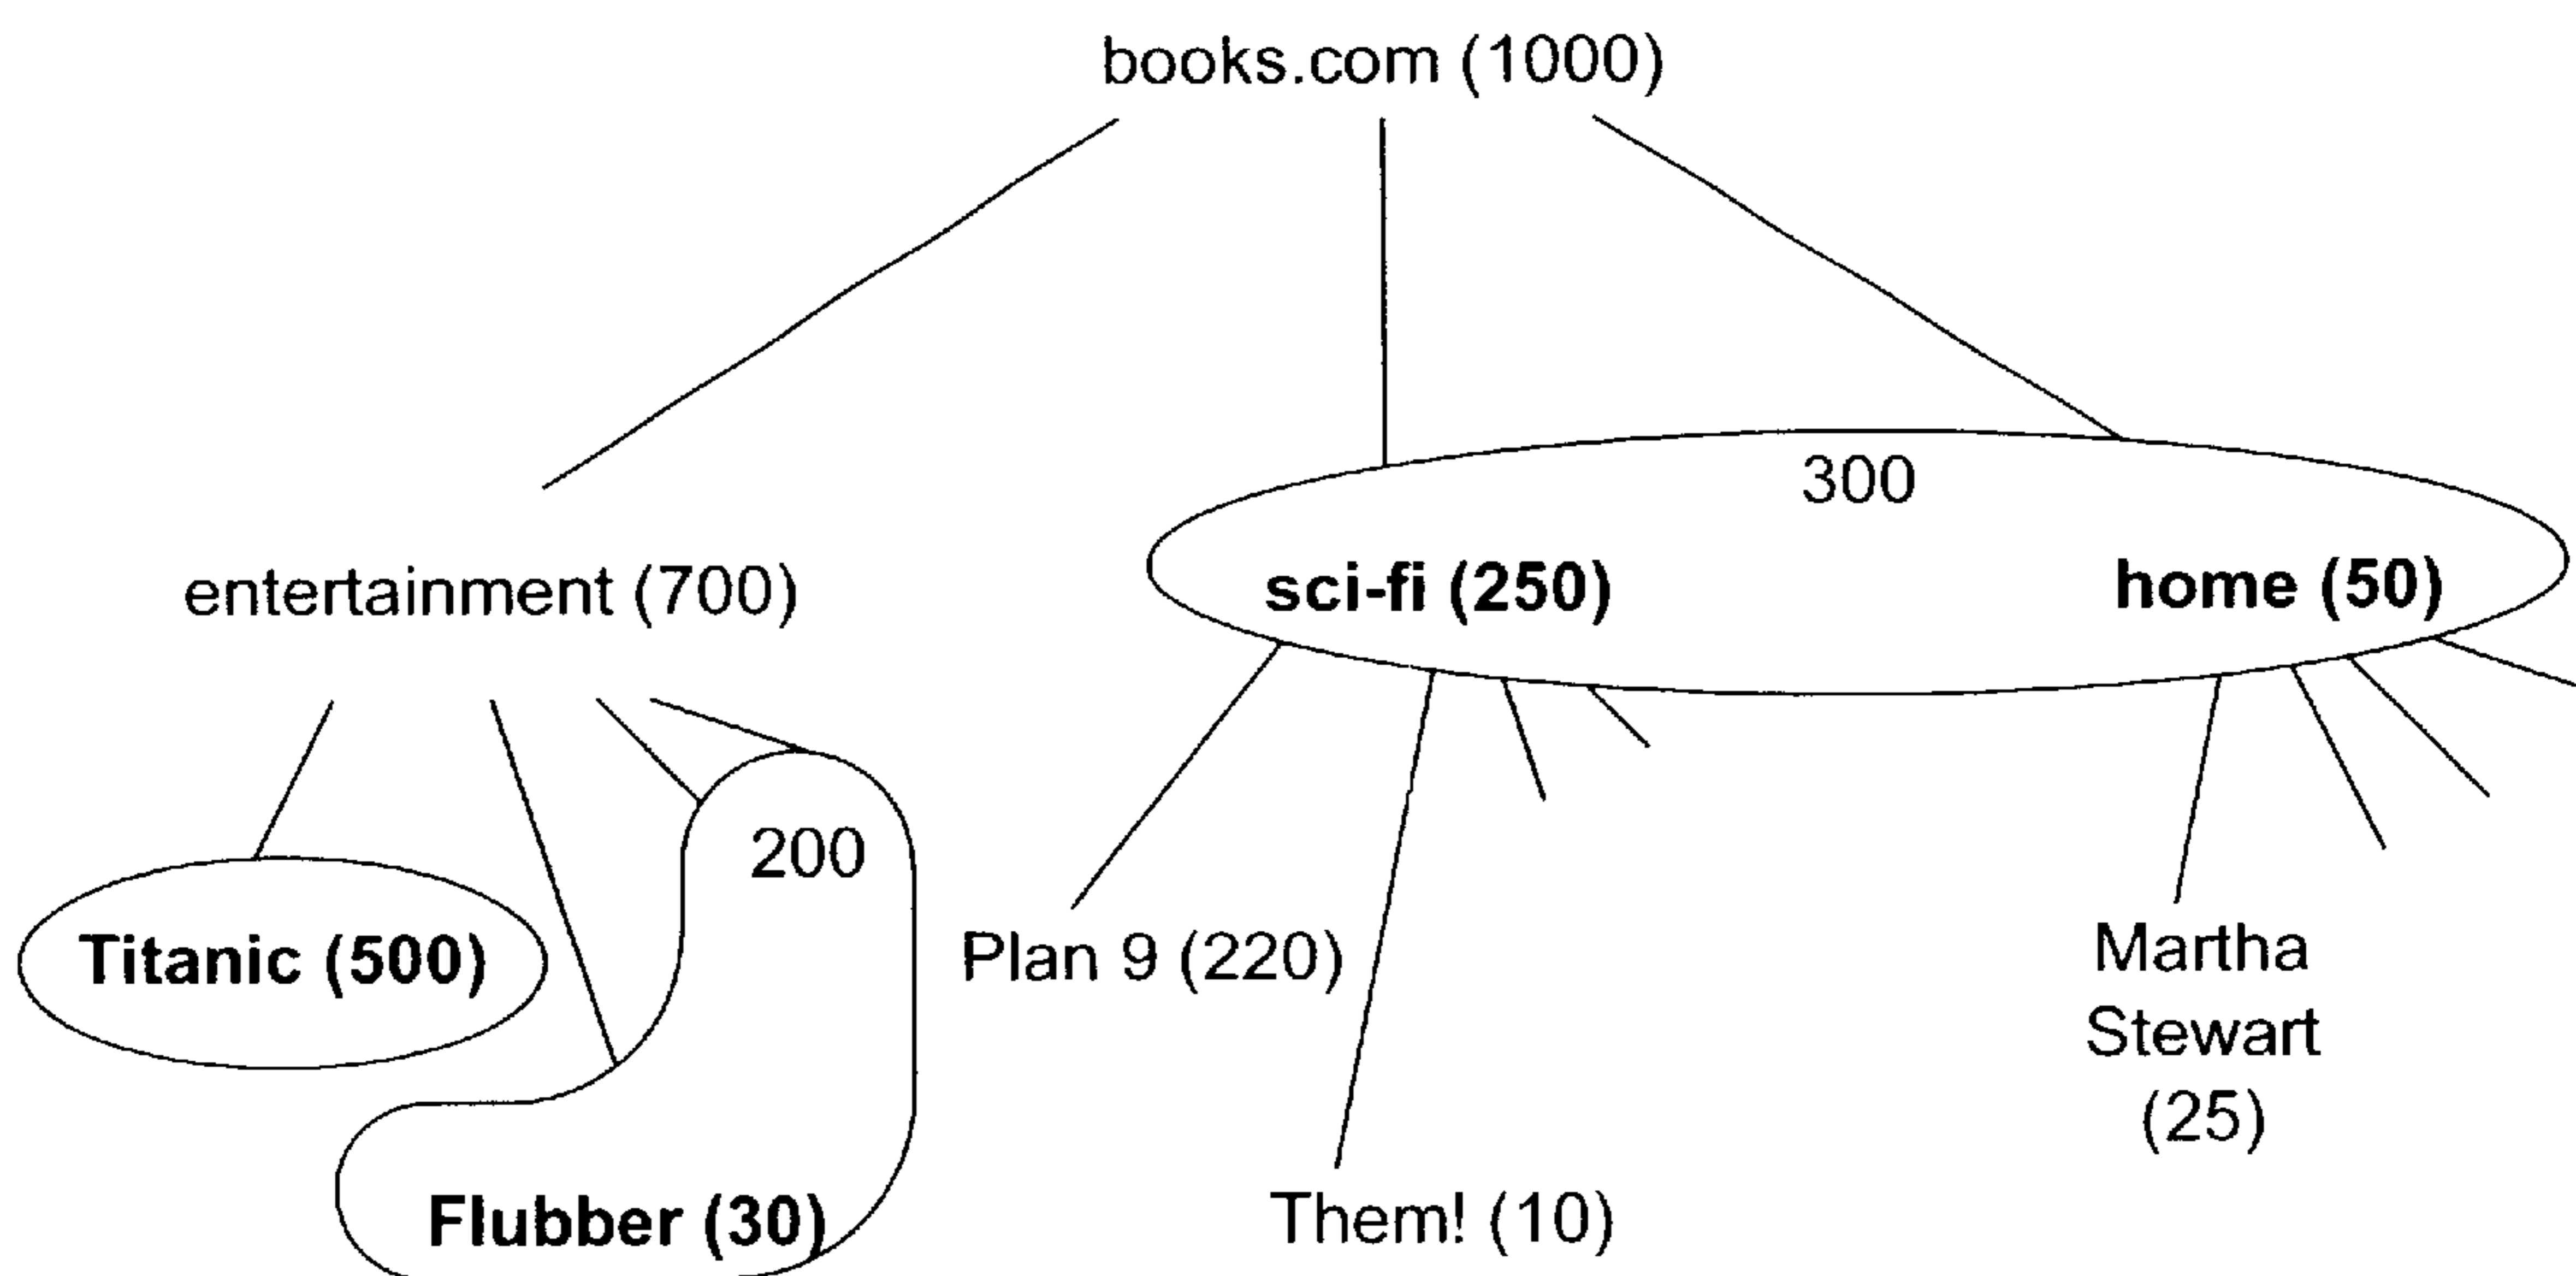 books.com (1000)
300
entertainment (700)
sci-fi (250)
home (50)
200
Titanic (500)
Plan 9 (220)
Martha
Stewart
(25)
Flubber (30)
Them! (10)